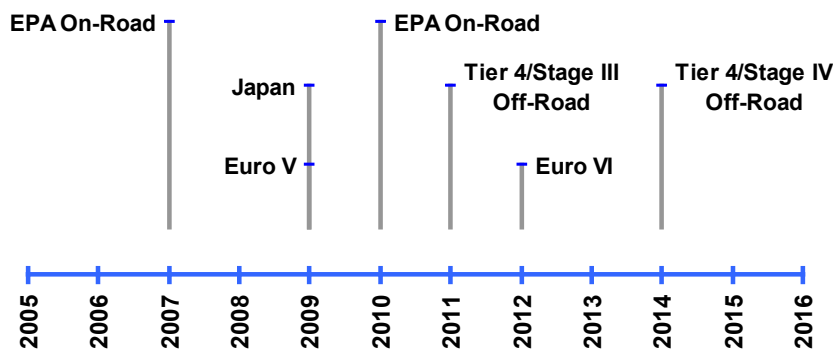 EPA On-Road
EPA On-Road
Japan
Tier 4/Stage III
Off-Road
Tier 4/Stage IV
Off-Road
Euro V
Euro VI
2005
2006
2007
2008
2009
2010
2011
2012
2013
2014
2015
2016